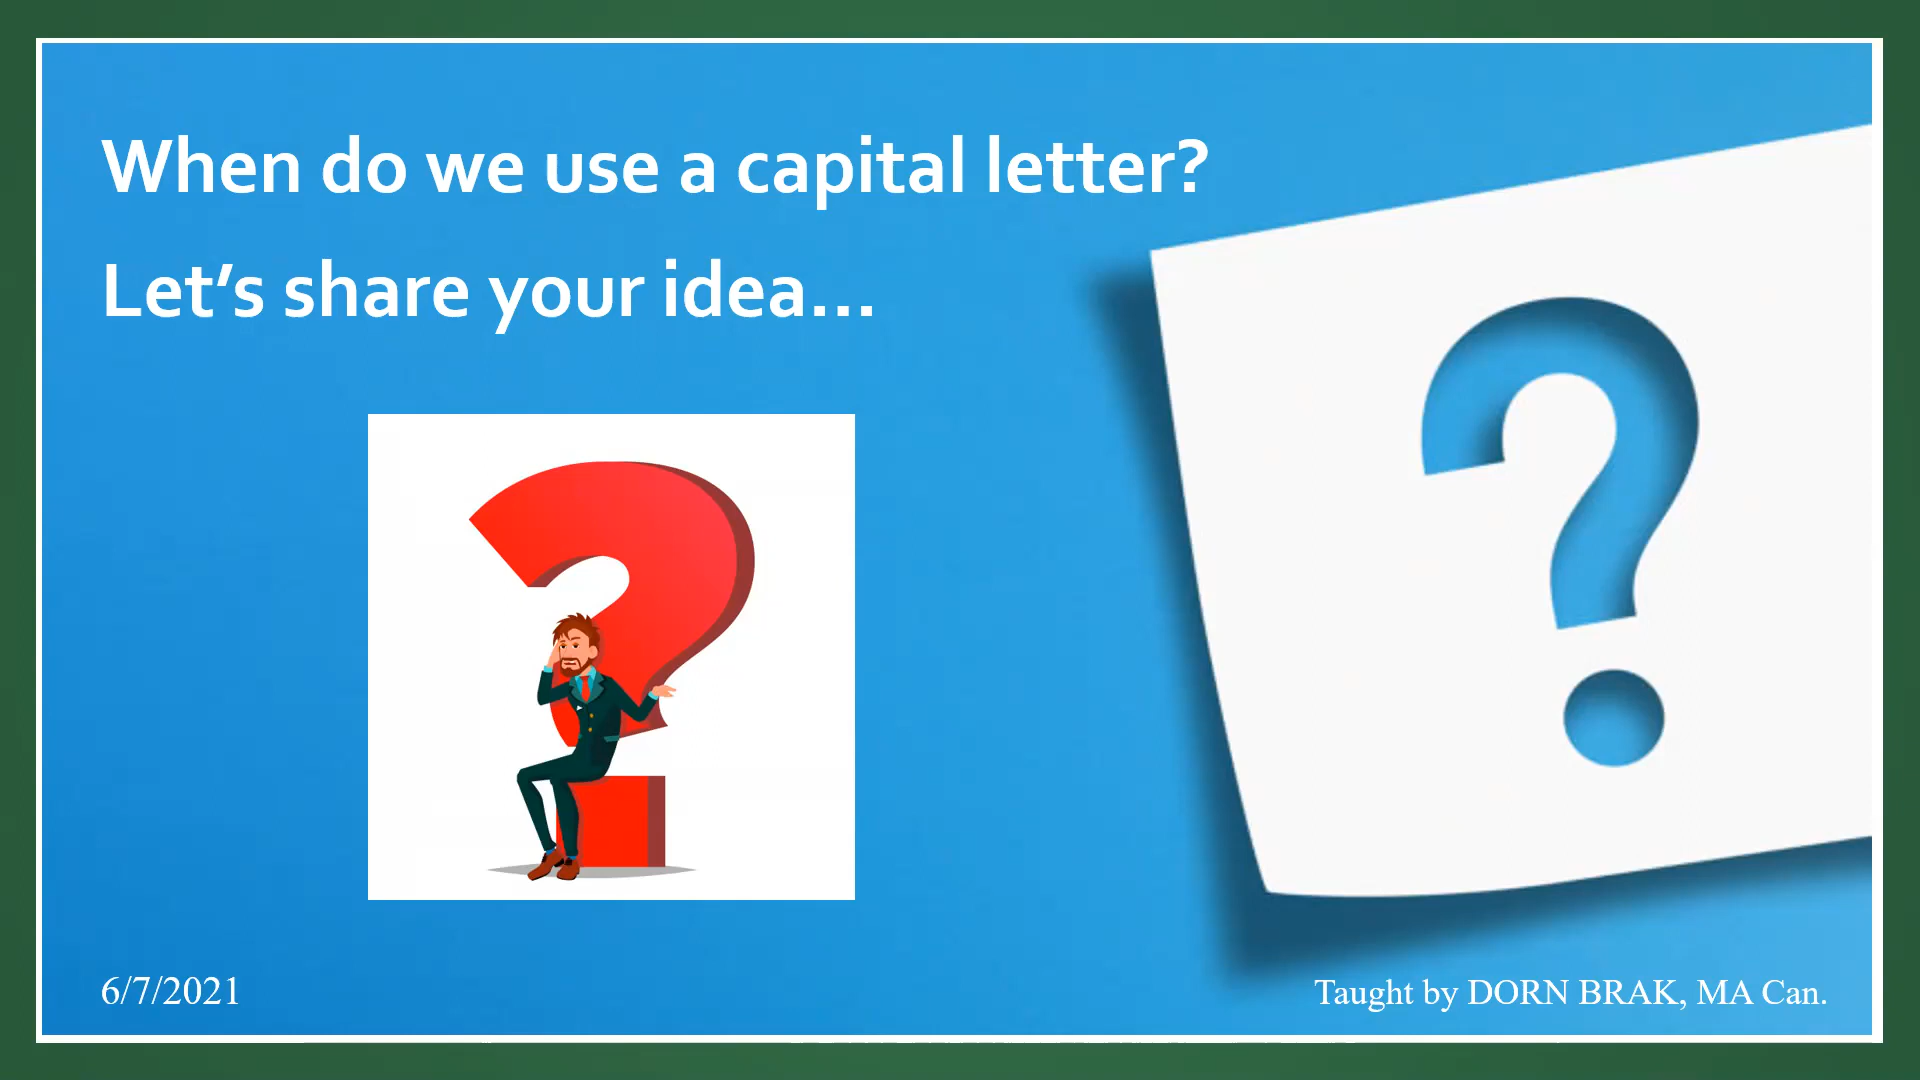 When do we use a capital letter?
Let’s share your idea…
6/7/2021
Taught by DORN BRAK, MA Can.